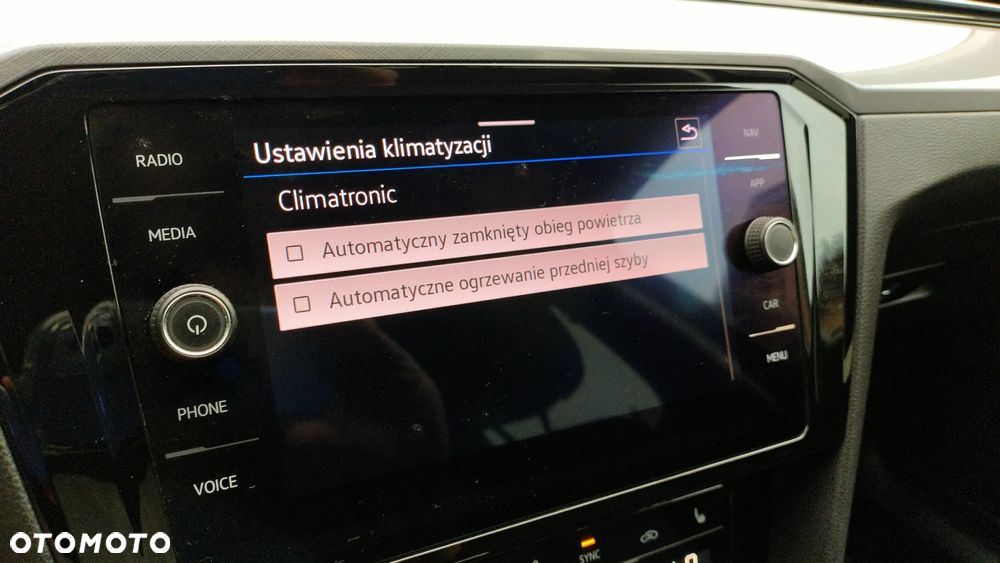 RADIO
MEDIA
PHONE
VOICE
Ustawienia klimatyzacji
Climatronic
Automatyczny zamknięty obieg powietrza
Automatyczne ogrzewanie przedniej szyby
NAV
APP
CAR
MENU
SYNC
OTOMOTO